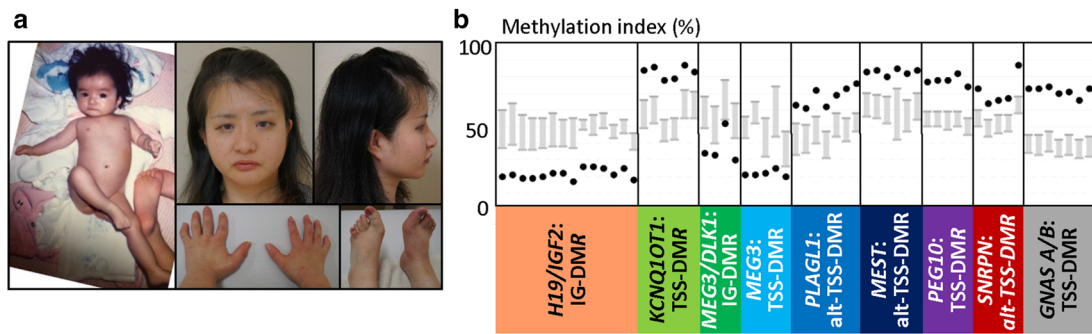 a
b
Methylation index (%)
100
50
0
H19/IGF2:
IG-DMR
KCNQ1OT1:
TSS-DMR
MEG3/DLK1:
IG-DMR
MEG3:
TSS-DMR
PLAGL1:
alt-TSS-DMR
MEST:
alt-TSS-DMR
PEG10:
TSS-DMR
SNRPN:
alt-TSS-DMR
GNAS A/B:
TSS-DMR